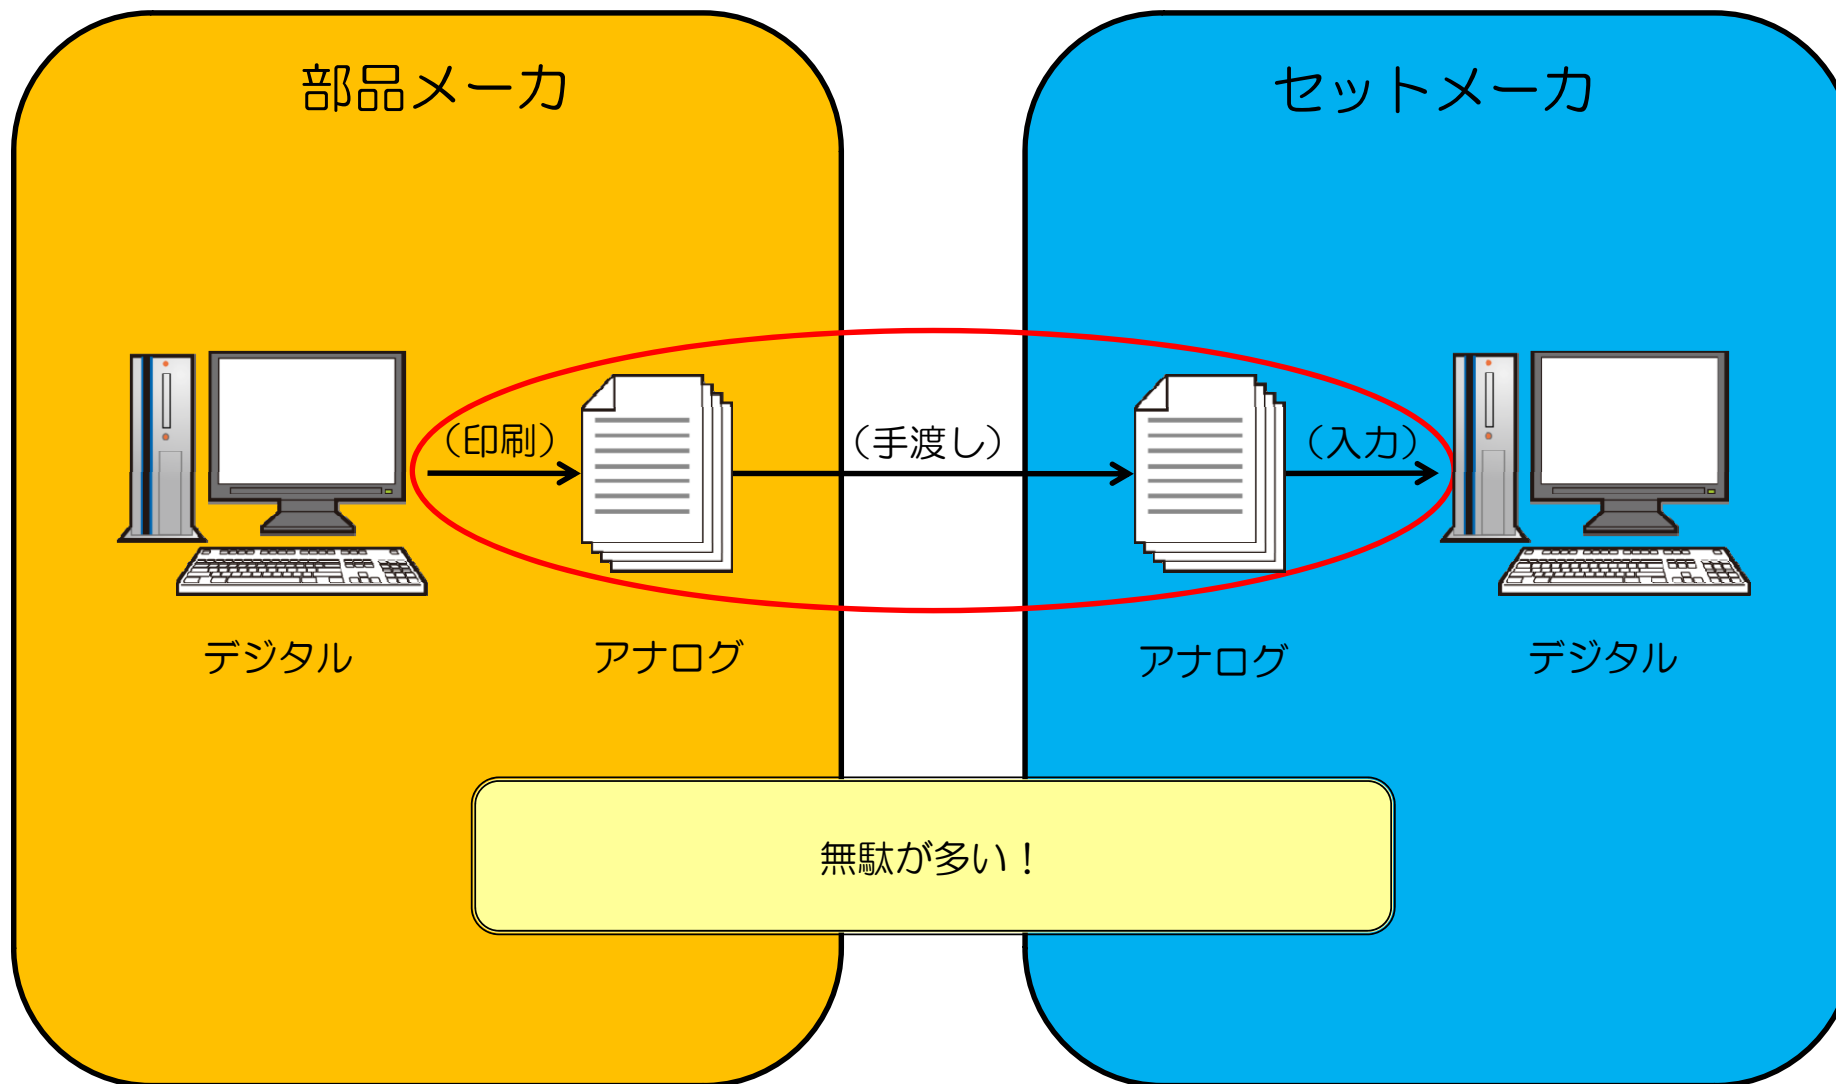 部品メーカ
セットメーカ
（印刷）
（手渡し）
（入力）
デジタル
アナログ
アナログ
デジタル
無駄が多い！